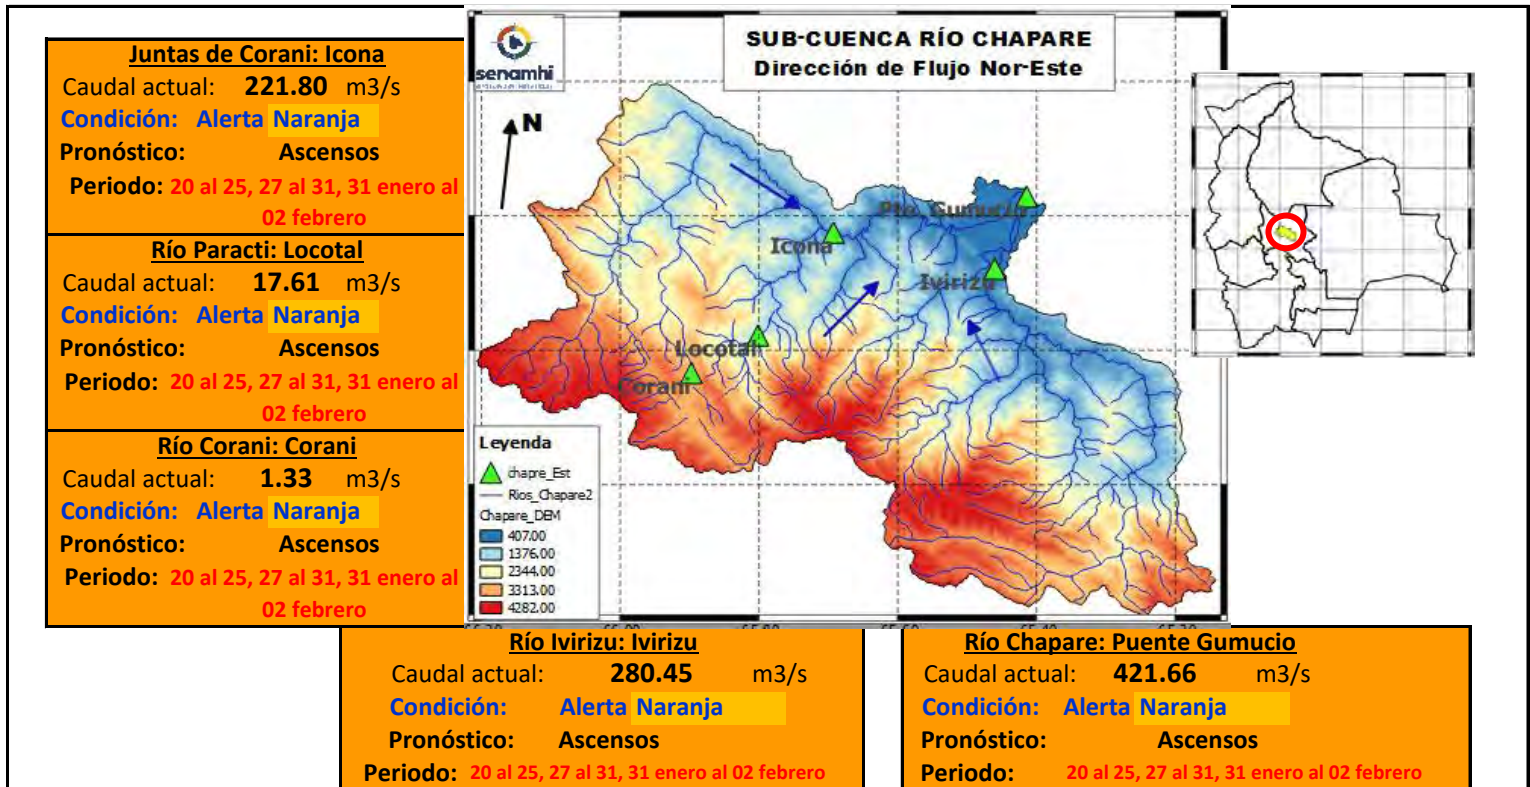 Juntas de Corani: Icona
Caudal actual: 221.80 m3/s
Condición: Alerta Naranja
Pronóstico: Ascensos
Periodo: 20 al 25, 27 al 31, 31 enero al
02 febrero
Río Paracti: Locotal
Caudal actual: 17.61 m3/s
Condición: Alerta Naranja
Pronóstico: Ascensos
Periodo: 20 al 25, 27 al 31, 31 enero al
02 febrero
Río Corani: Corani
Caudal actual: 1.33 m3/s
Condición: Alerta Naranja
Pronóstico: Ascensos
Periodo: 20 al 25, 27 al 31, 31 enero al
02 febrero
senamhi
SUB-CUENCA RÍO CHAPARE
Dirección de Flujo Nor-Este
N
Pto. Gumucio
Icona
Ivirizu
Locotal
Corani
Leyenda
chapre_Est
Rios_Chapare2
Chapare_DEM
407.00
1376.00
2344.00
3313.00
4282.00
Río Ivirizu: Ivirizu
Caudal actual: 280.45 m3/s
Condición: Alerta Naranja
Pronóstico: Ascensos
Periodo: 20 al 25, 27 al 31, 31 enero al 02 febrero
Río Chapare: Puente Gumucio
Caudal actual: 421.66 m3/s
Condición: Alerta Naranja
Pronóstico: Ascensos
Periodo: 20 al 25, 27 al 31, 31 enero al 02 febrero